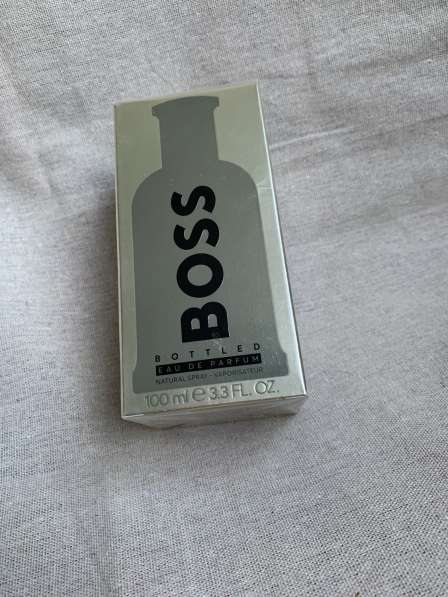 BOSS
BOTTLED
EAU DE PARFUM
NATURAL SPRAY - VAPORISATEUR
100 ml ℮ 3.3 FL. OZ.